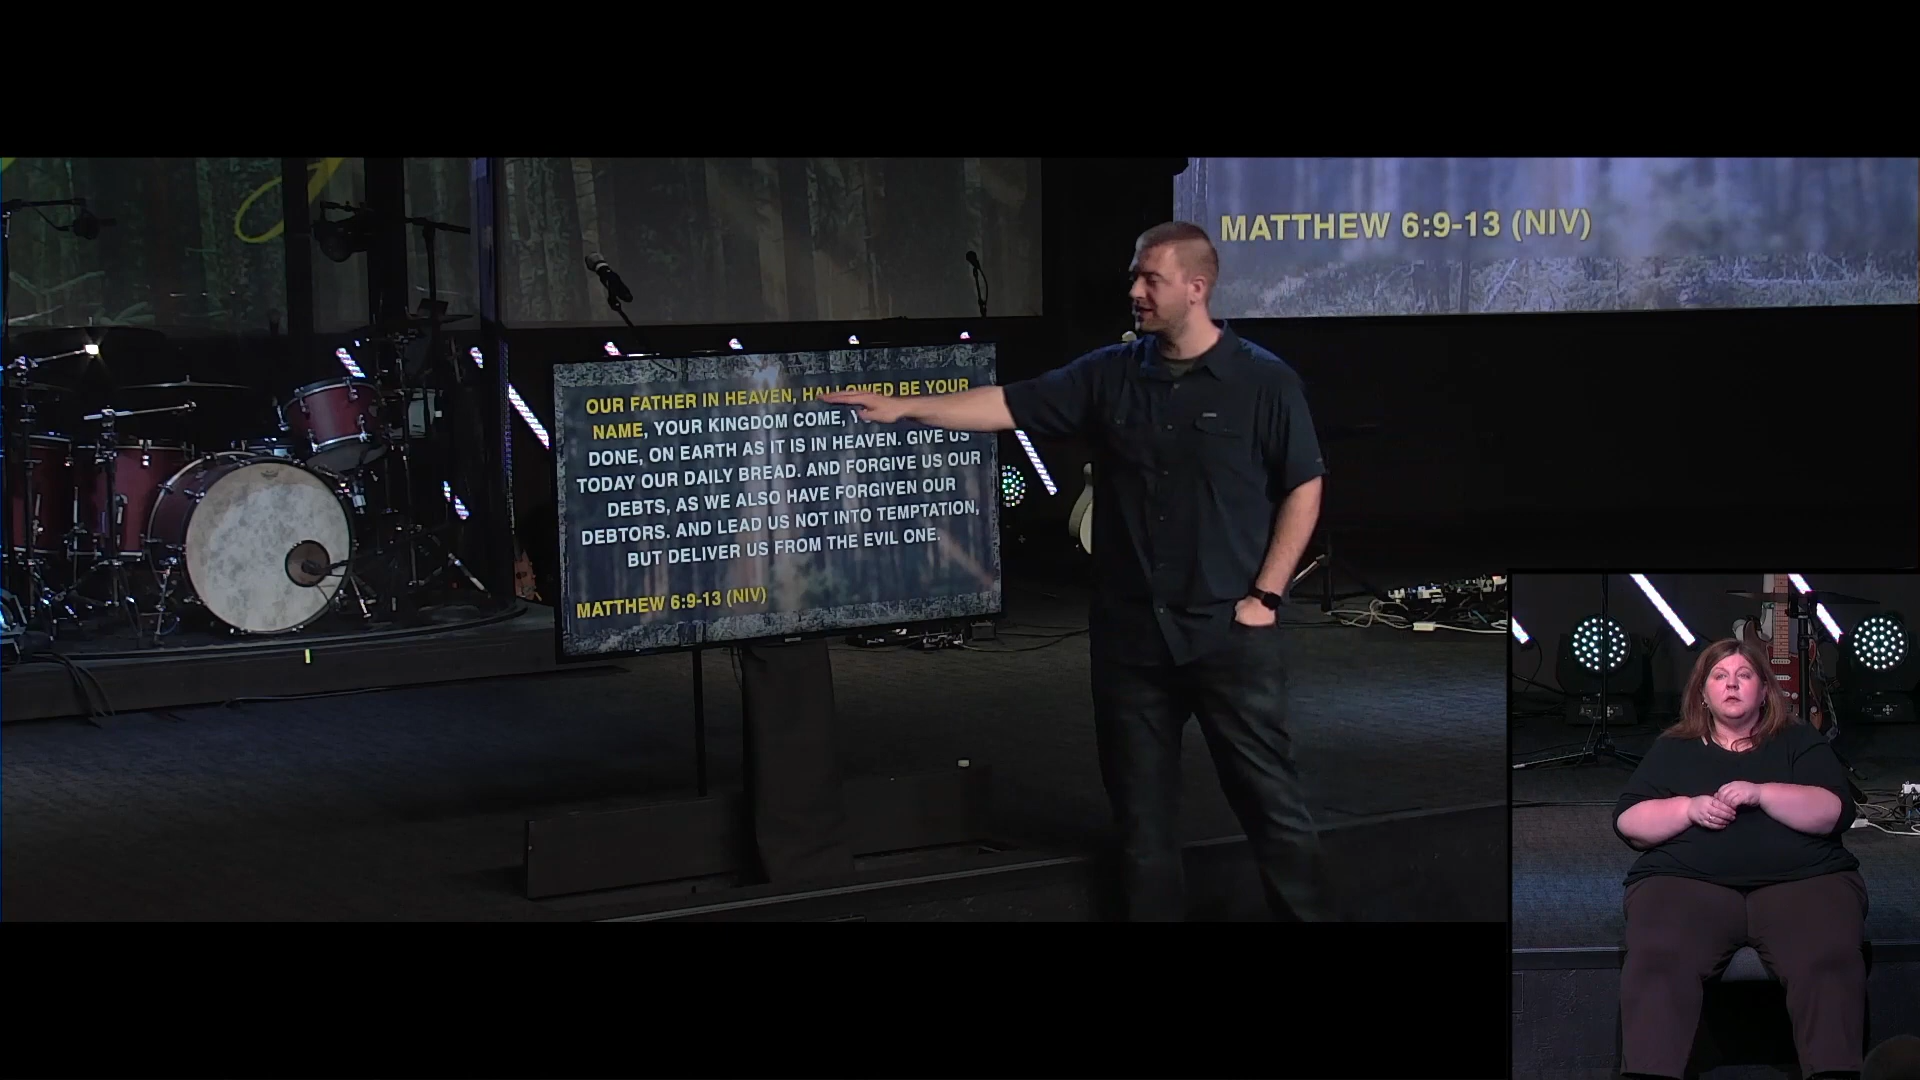 MATTHEW 6:9-13 (NIV)
OUR FATHER IN HEAVEN, HALLOWED BE YOUR
NAME, YOUR KINGDOM COME,
DONE, ON EARTH AS IT IS IN HEAVEN. GIVE US
TODAY OUR DAILY BREAD. AND FORGIVE US OUR
DEBTS, AS WE ALSO HAVE FORGIVEN OUR
DEBTORS. AND LEAD US NOT INTO TEMPTATION,
BUT DELIVER US FROM THE EVIL ONE.
MATTHEW 6:9-13 (NIV)